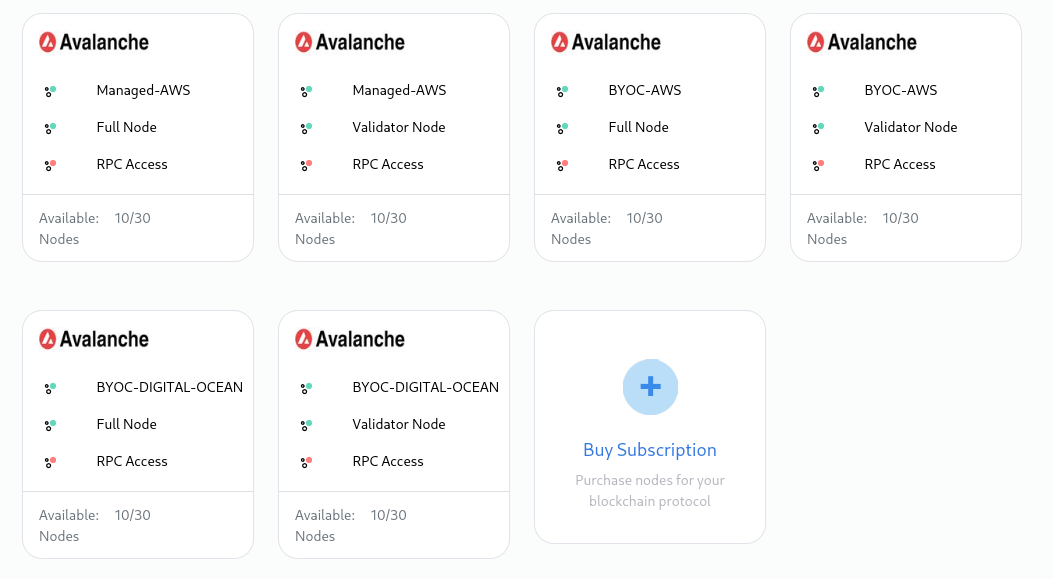 Avalanche
Managed-AWS
Full Node
RPC Access
Available: 10/30
Nodes
Avalanche
Managed-AWS
Validator Node
RPC Access
Available: 10/30
Nodes
Avalanche
BYOC-AWS
Full Node
RPC Access
Available: 10/30
Nodes
Avalanche
BYOC-AWS
Validator Node
RPC Access
Available: 10/30
Nodes
Avalanche
BYOC-DIGITAL-OCEAN
Full Node
RPC Access
Available: 10/30
Nodes
Avalanche
BYOC-DIGITAL-OCEAN
Validator Node
RPC Access
Available: 10/30
Nodes
Buy Subscription
Purchase nodes for your
blockchain protocol